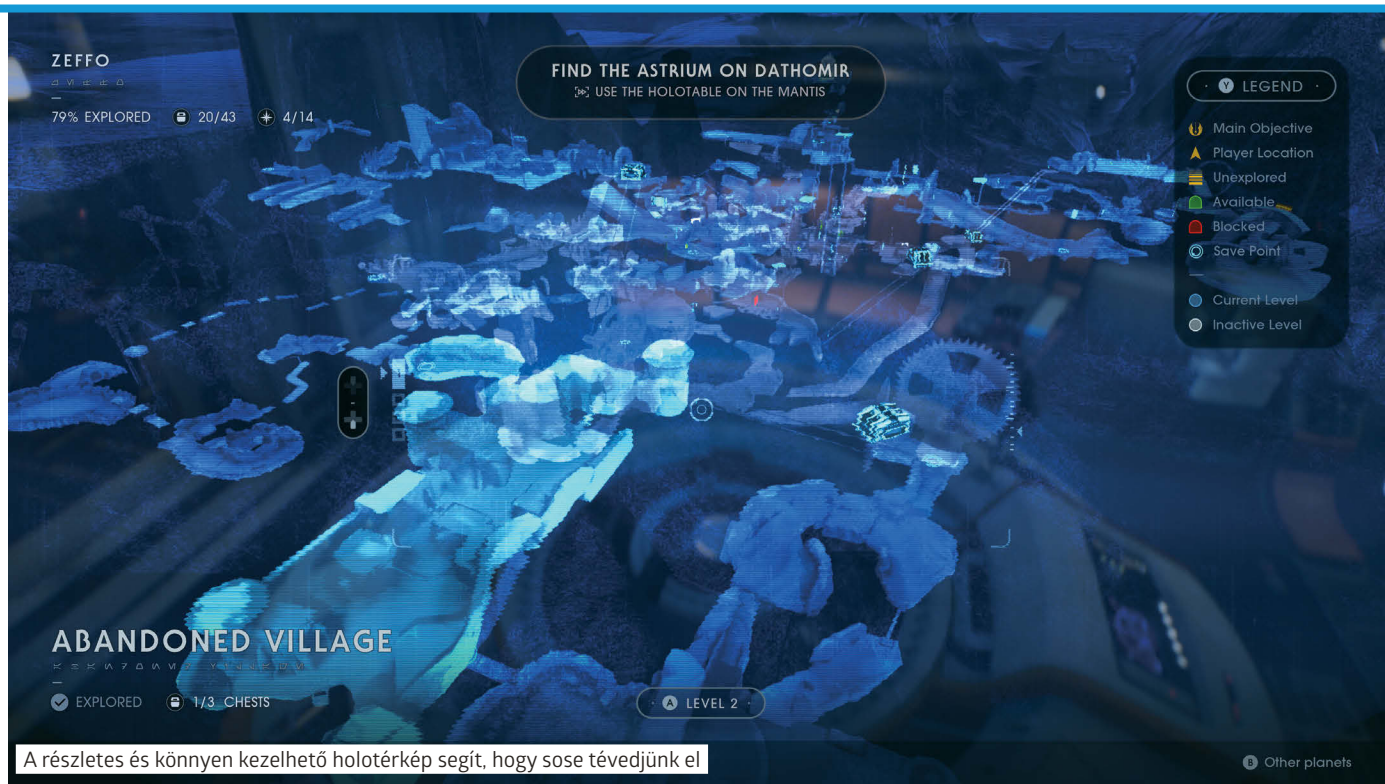 ZEFFO
79% EXPLORED 20/43 4/14
FIND THE ASTRIUM ON DATHOMIR
USE THE HOLOTABLE ON THE MANTIS
Y LEGEND
Main Objective
Player Location
Unexplored
Available
Blocked
Save Point
Current Level
Inactive Level
ABANDONED VILLAGE
EXPLORED 1/3 CHESTS
A LEVEL 2
A részletes és könnyen kezelhető holotérkép segít, hogy sose tévedjünk el
B Other planets